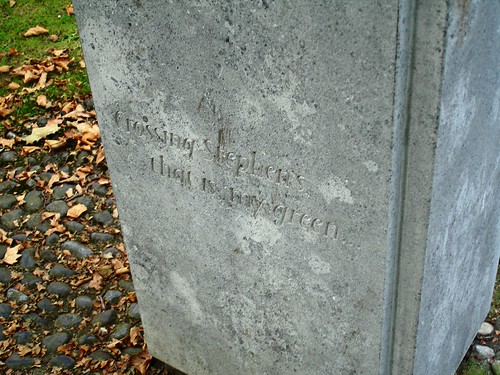 Crossing Stephen's
that is, my green